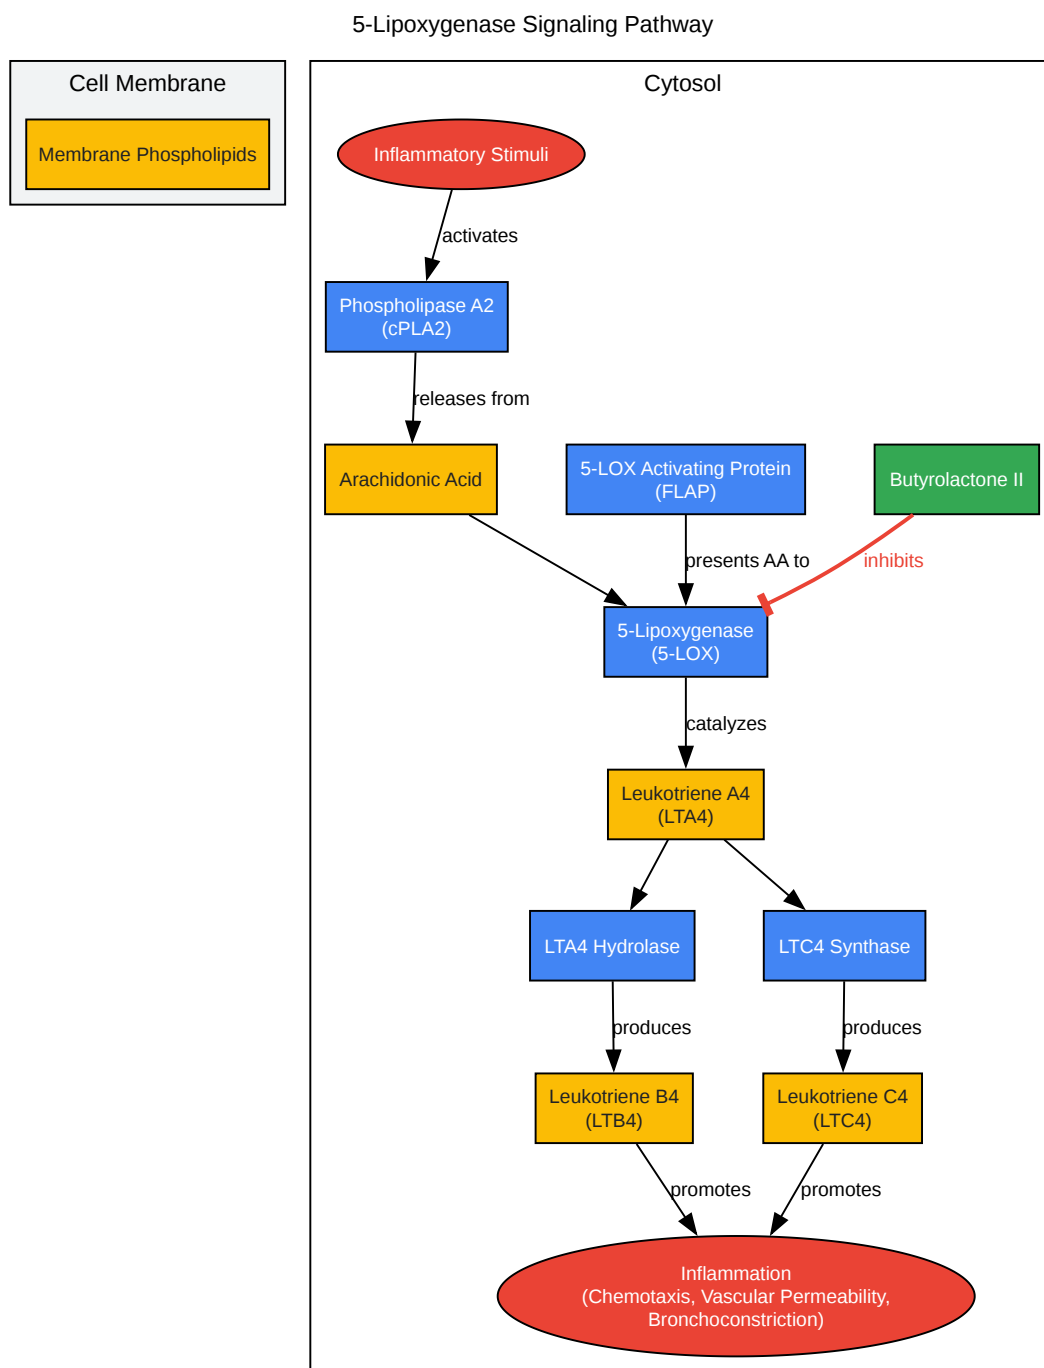 5-Lipoxygenase Signaling Pathway
Cell Membrane
Cytosol
Membrane Phospholipids
Inflammatory Stimuli
activates
Phospholipase A2
(cPLA2)
releases from
Arachidonic Acid
5-LOX Activating Protein
(FLAP)
Butyrolactone II
presents AA to
inhibits
5-Lipoxygenase
(5-LOX)
catalyzes
Leukotriene A4
(LTA4)
LTA4 Hydrolase
LTC4 Synthase
produces
produces
Leukotriene B4
(LTB4)
Leukotriene C4
(LTC4)
promotes
promotes
Inflammation
(Chemotaxis, Vascular Permeability,
Bronchoconstriction)